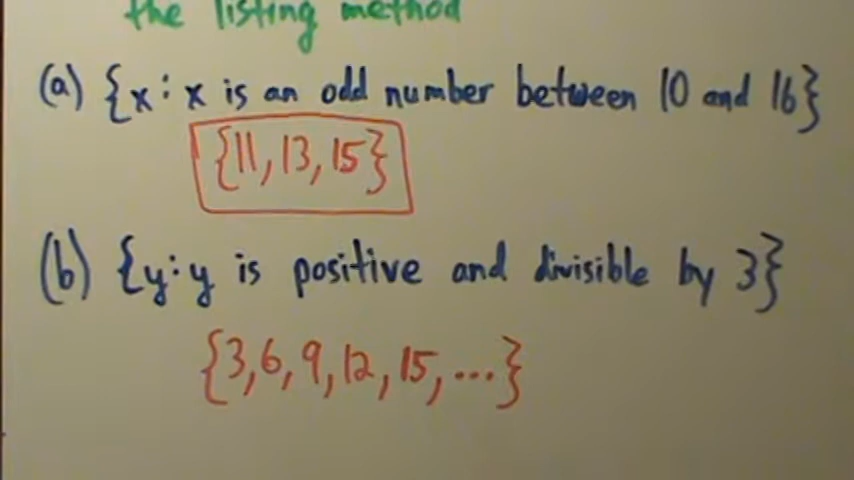 the listing method
(a) {x : x is an odd number between 10 and 16}
{11, 13, 15}
(b) {y : y is positive and divisible by 3}
{3, 6, 9, 12, 15, ...}